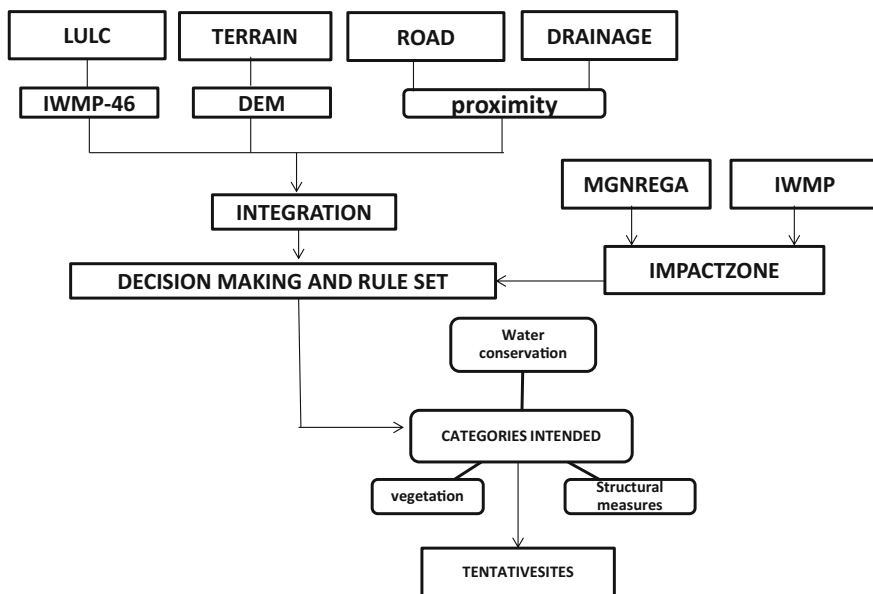 LULC
TERRAIN
ROAD
DRAINAGE
IWMP-46
DEM
proximity
MGNREGA
IWMP
INTEGRATION
IMPACTZONE
DECISION MAKING AND RULE SET
Water
conservation
CATEGORIES INTENDED
vegetation
Structural
measures
TENTATIVESITES